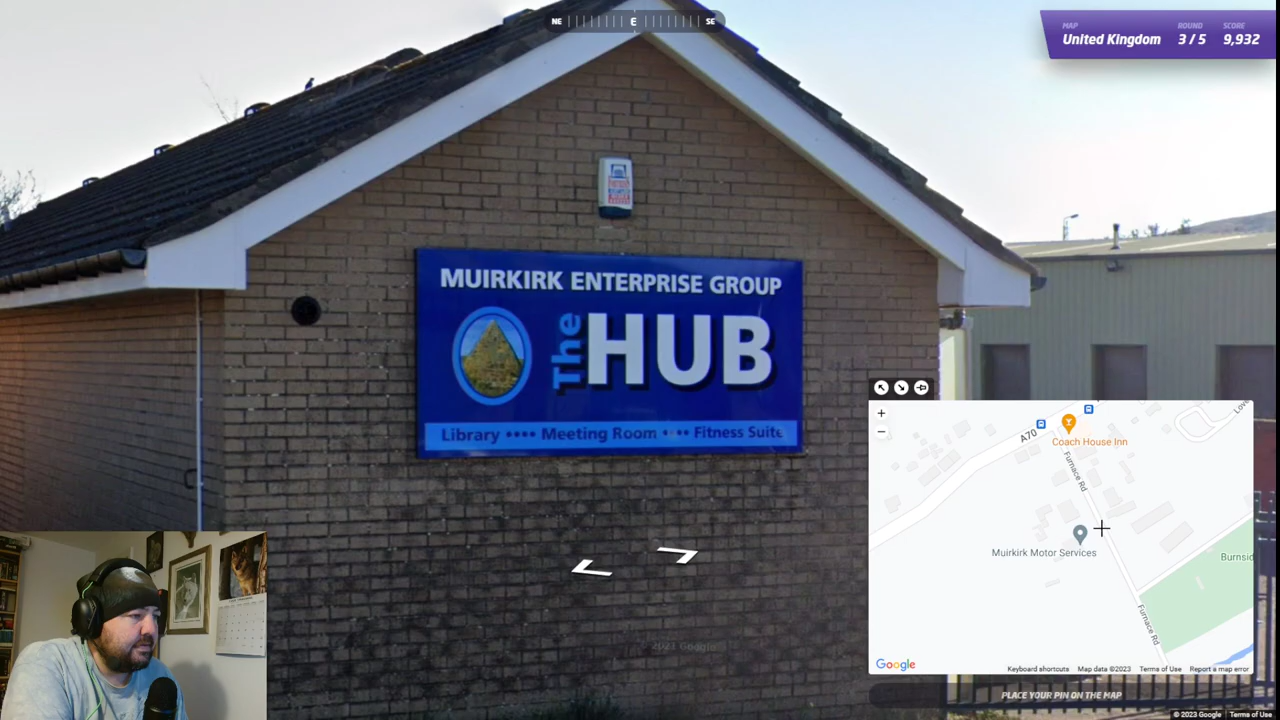 NE E SE
MAP ROUND SCORE
United Kingdom 3 / 5 9,932
MUIRKIRK ENTERPRISE GROUP
The HUB
Library •••• Meeting Room •••• Fitness Suite
A70
Coach House Inn
Furnace Rd
Muirkirk Motor Services
Burnsid
Furnace Rd
Google
Keyboard shortcuts Map data ©2023 Terms of Use Report a map error
© 2023 Google
PLACE YOUR PIN ON THE MAP
© 2023 Google Terms of Use